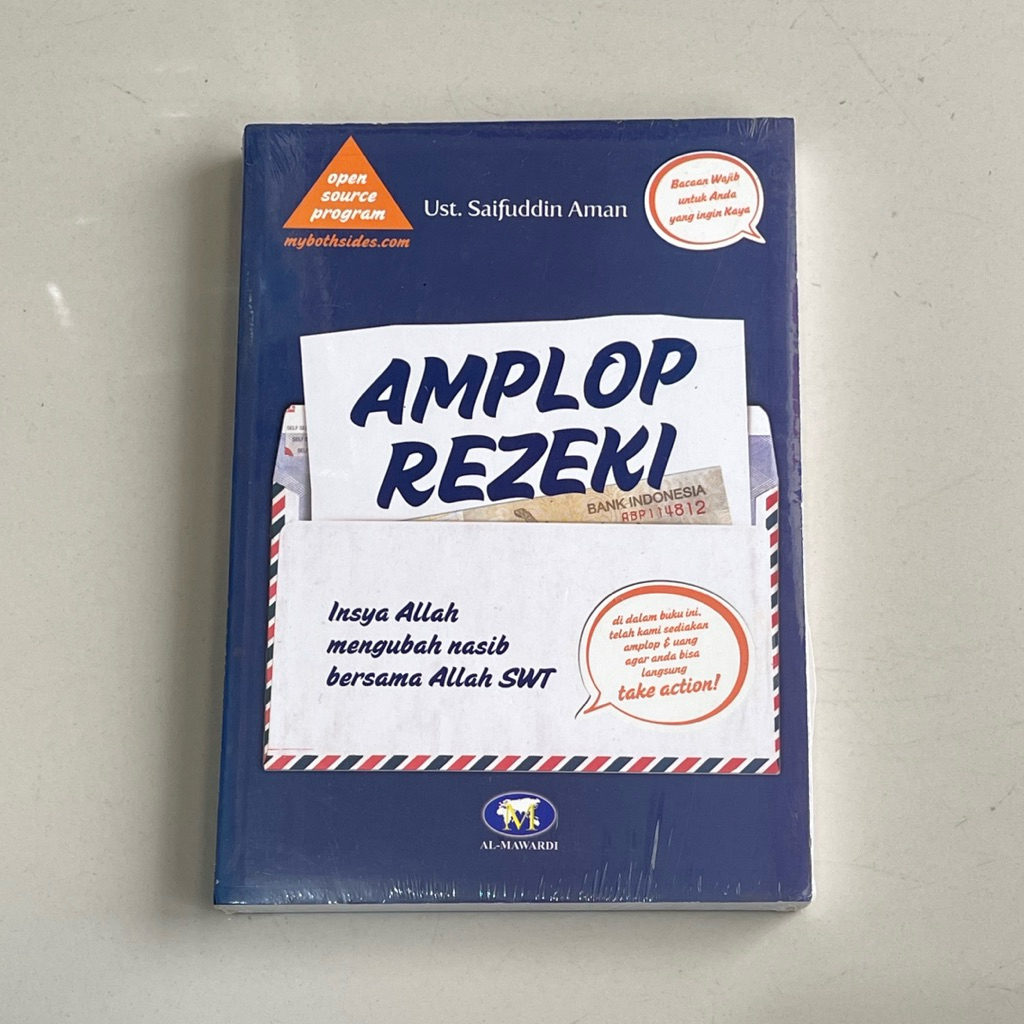 open
source
program
mybothsides.com
Ust. Saifuddin Aman
Bacaan Wajib
untuk Anda
yang ingin Kaya
AMPLOP
REZEKI
BANK INDONESIA
ABP114812
Insya Allah
mengubah nasib
bersama Allah SWT
di dalam buku ini,
telah kami sediakan
amplop & uang
agar anda bisa
langsung
take action!
M
AL-MAWARDI